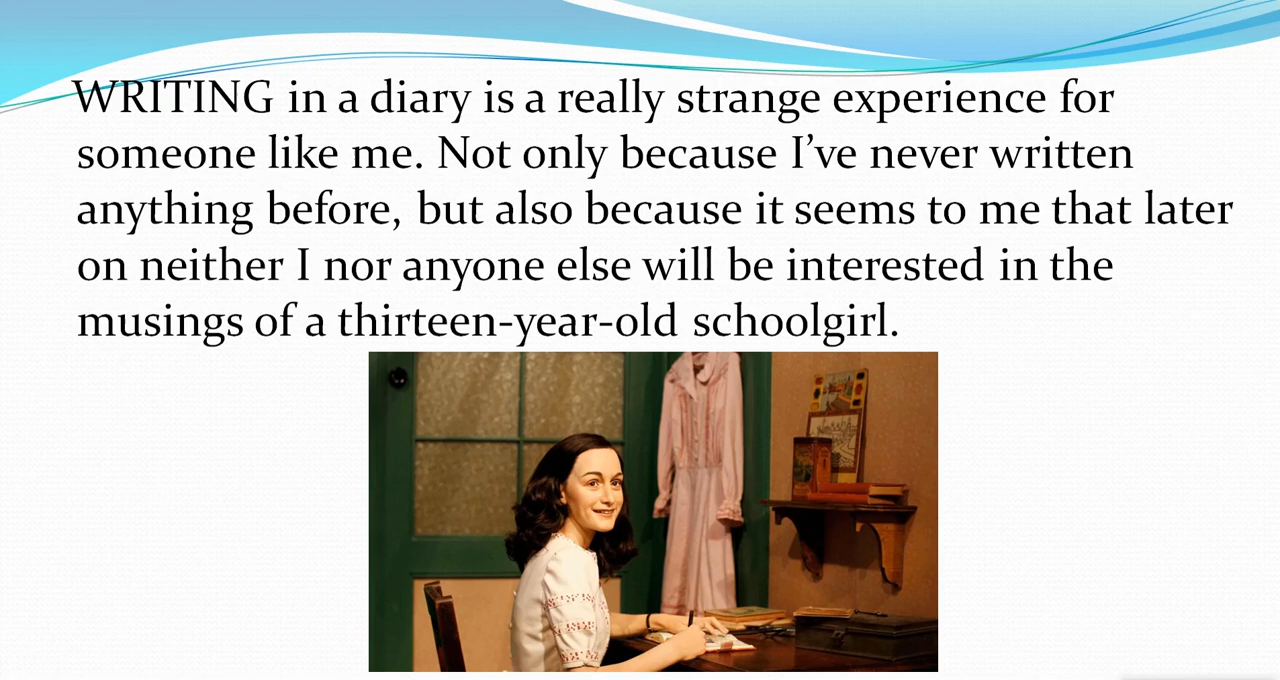 WRITING in a diary is a really strange experience for
someone like me. Not only because I’ve never written
anything before, but also because it seems to me that later
on neither I nor anyone else will be interested in the
musings of a thirteen-year-old schoolgirl.